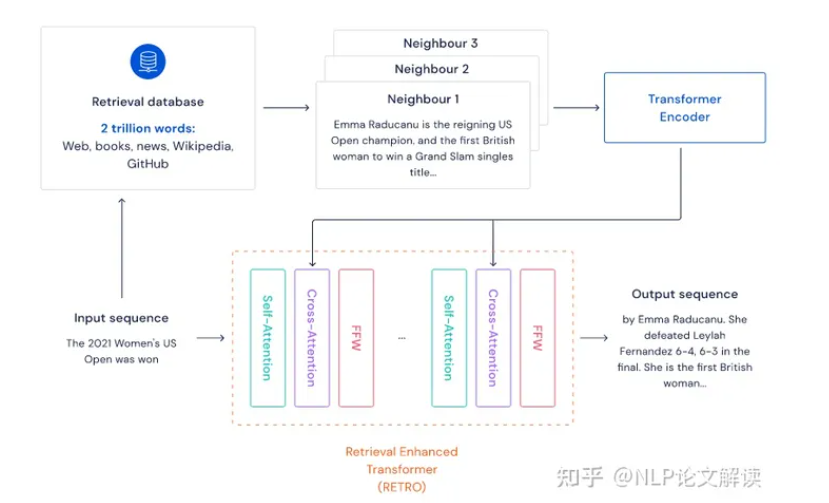 Retrieval database
2 trillion words:
Web, books, news, Wikipedia,
GitHub
Neighbour 3
Neighbour 2
Neighbour 1
Emma Raducanu is the reigning US
Open champion, and the first British
woman to win a Grand Slam singles
title...
Transformer
Encoder
Input sequence
The 2021 Women's US
Open was won
Self-Attention
Cross-Attention
FFW
...
Self-Attention
Cross-Attention
FFW
Output sequence
by Emma Raducanu. She
defeated Leylah
Fernandez 6-4, 6-3 in the
final. She is the first British
woman...
Retrieval Enhanced
Transformer
(RETRO)
知乎 @NLP论文解读